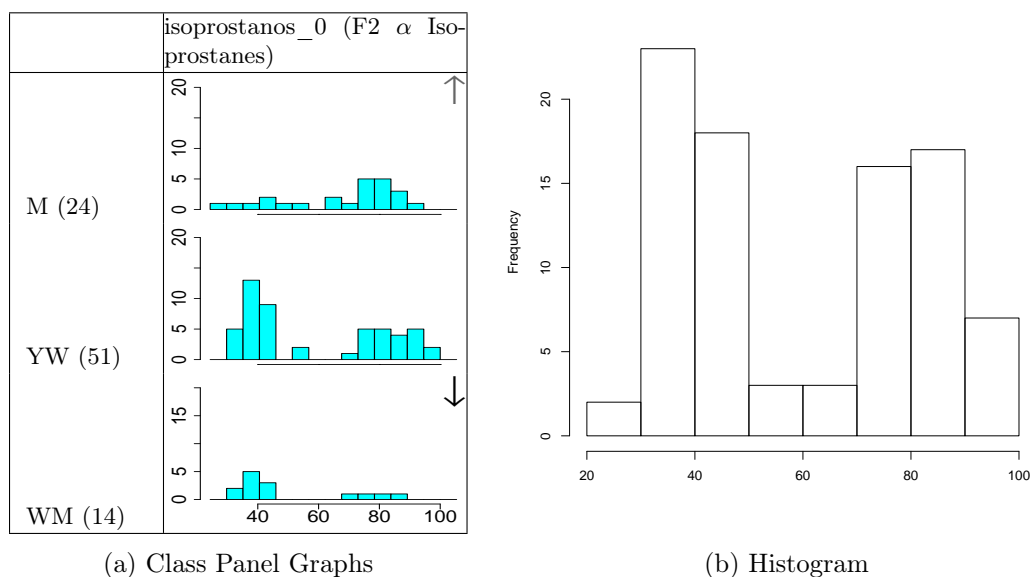 isoprostanos_0 (F2 α Iso-
prostanes)
20
15
10
5
0
M (24)
20
15
10
5
0
YW (51)
15
5
0
WM (14)
40 60 80 100
(a) Class Panel Graphs
Frequency
20
15
10
5
0
20 40 60 80 100
(b) Histogram